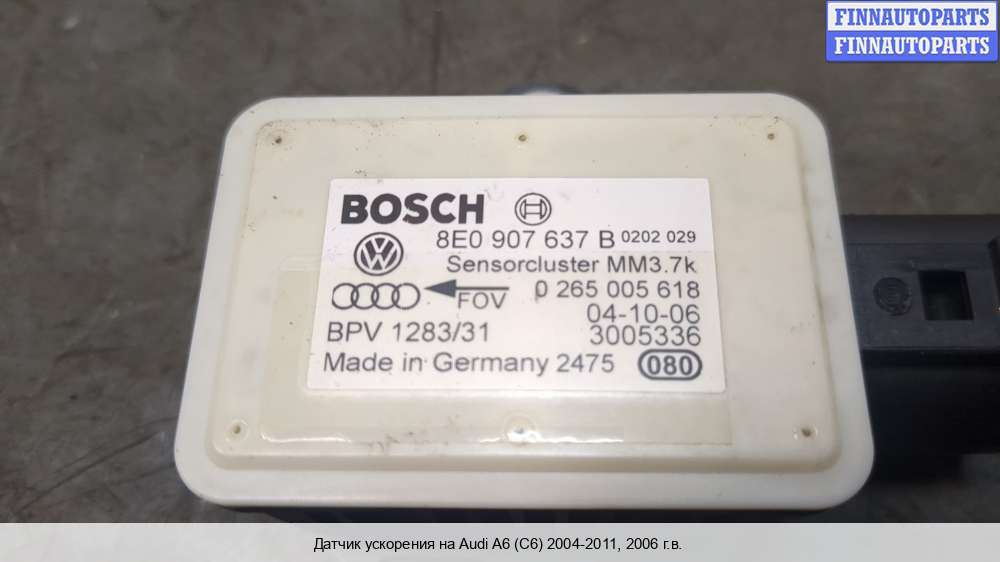 FINNAUTOPARTS
FINNAUTOPARTS
BOSCH
8E0 907 637 B 0202 029
Sensorcluster MM3.7k
FOV 0 265 005 618
04-10-06
BPV 1283/31 3005336
Made in Germany 2475 080
Датчик ускорения на Audi A6 (C6) 2004-2011, 2006 г.в.